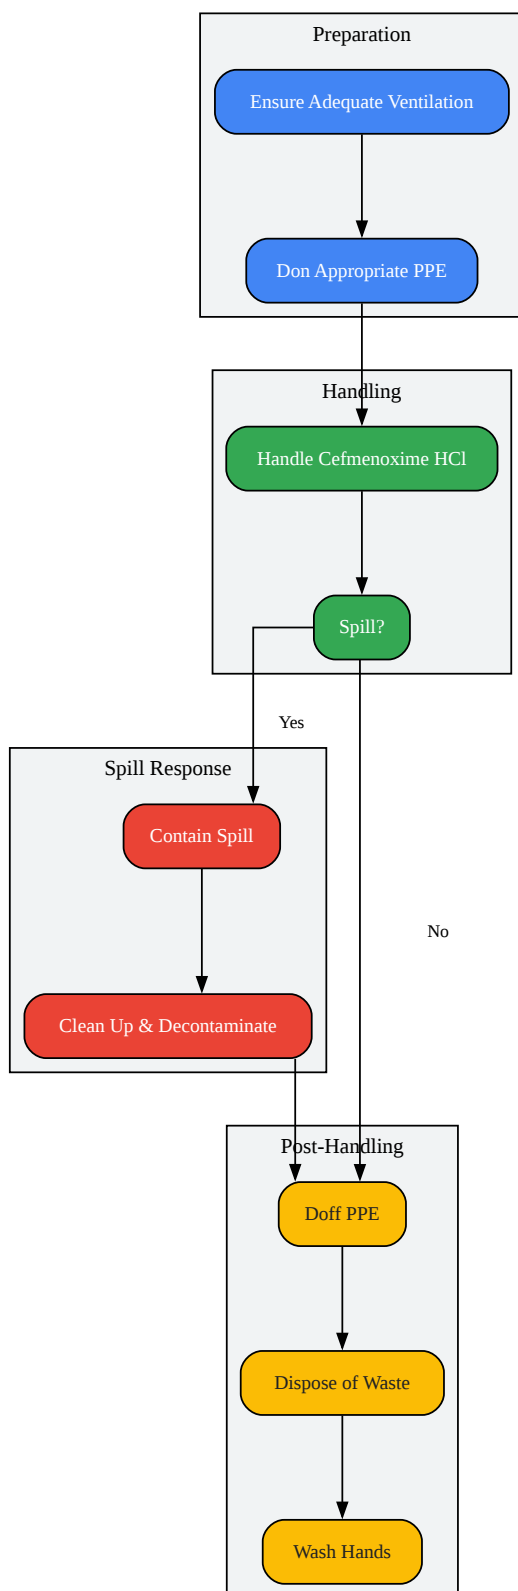 Preparation
Ensure Adequate Ventilation
Don Appropriate PPE
Handling
Handle Cefmenoxime HCl
Spill?
Yes
Spill Response
Contain Spill
No
Clean Up & Decontaminate
Post-Handling
Doff PPE
Dispose of Waste
Wash Hands